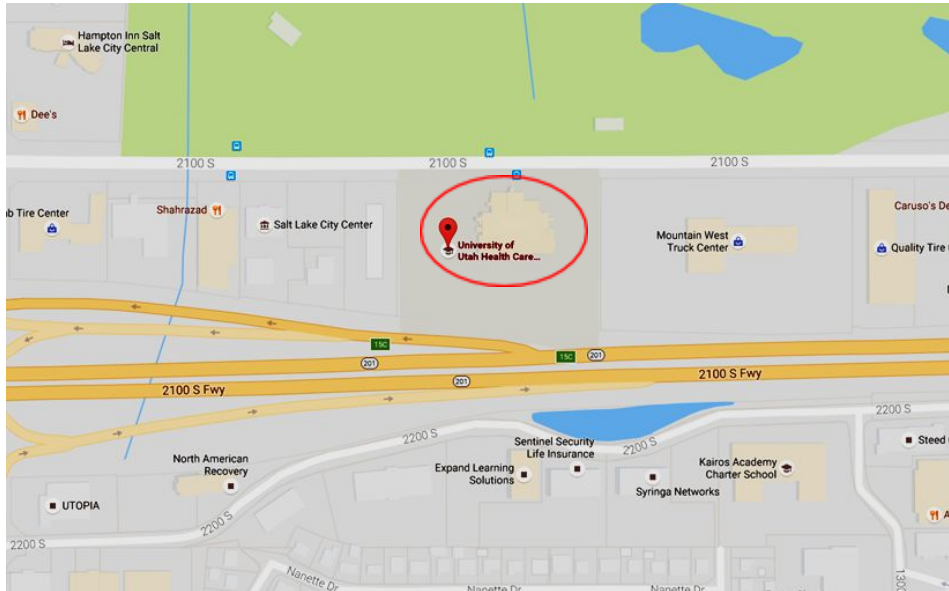 Hampton Inn Salt
Lake City Central
Dee's
2100 S
2100 S
2100 S
Shahrazad
Caruso's De
b Tire Center
Salt Lake City Center
University of
Utah Health Care...
Mountain West
Truck Center
Quality Tire
15C
201
15C
201
201
2100 S Fwy
2100 S Fwy
2200 S
2200 S
2200 S
Sentinel Security
Life Insurance
North American
Recovery
Expand Learning
Solutions
Kairos Academy
Charter School
Steed
Syringa Networks
UTOPIA
2200 S
2200 S
Nanette Dr
Nanette Dr
1300